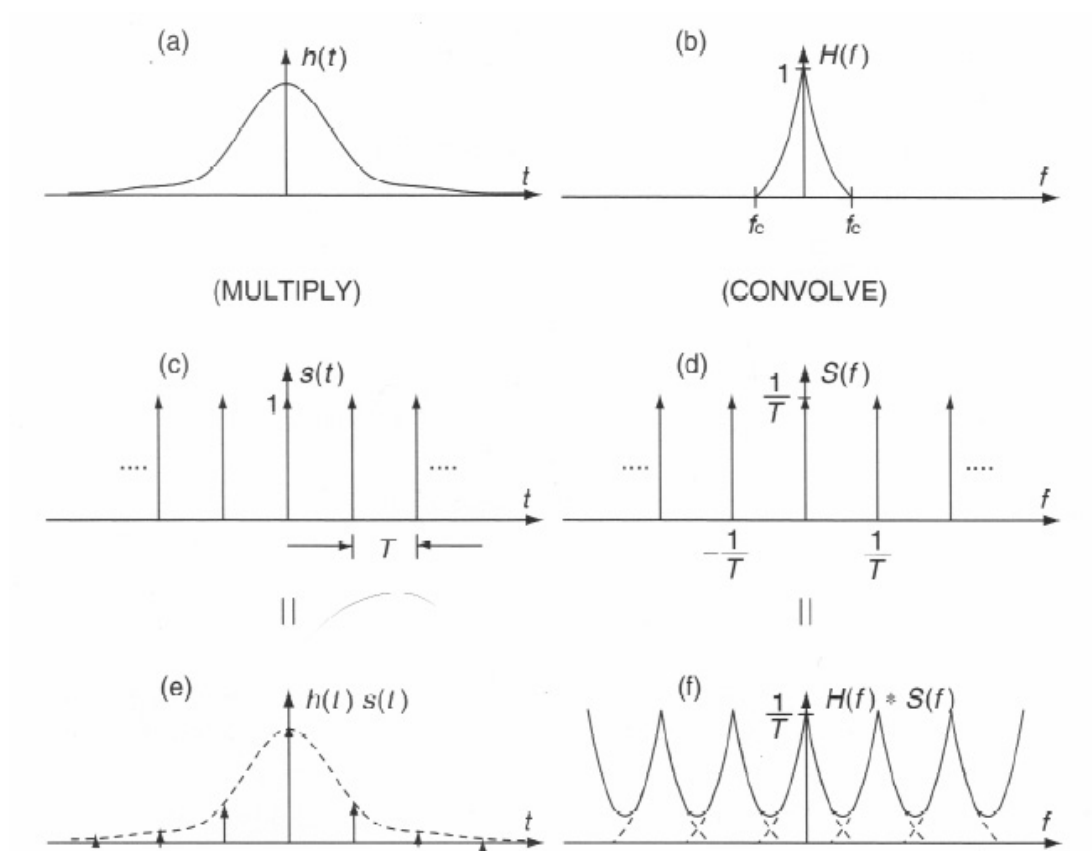 (a)
h(t)
t
(b)
H(f)
1
f
fc
fc
(MULTIPLY)
(CONVOLVE)
(c)
s(t)
1
....
....
t
T
(d)
S(f)
1/T
....
....
f
-1/T
1/T
||
||
(e)
h(t) s(t)
t
(f)
H(f) * S(f)
1/T
f